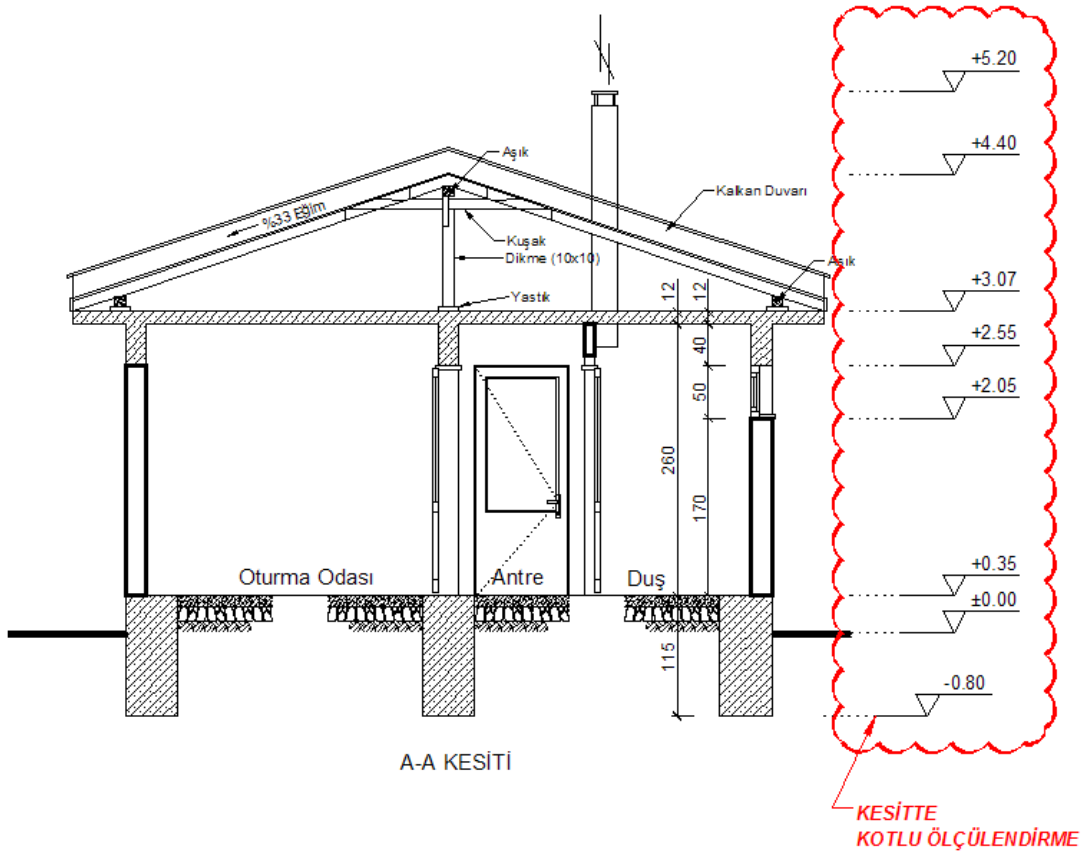 +5.20
+4.40
Aşık
Kalkan Duvarı
%33 Eğim
Kuşak
Dikme (10x10)
Aşık
Yastık
12
12
+3.07
40
+2.55
50
+2.05
260
170
Oturma Odası
Antre
Duş
+0.35
±0.00
115
-0.80
A-A KESİTİ
KESİTTE
KOTLU ÖLÇÜLENDİRME